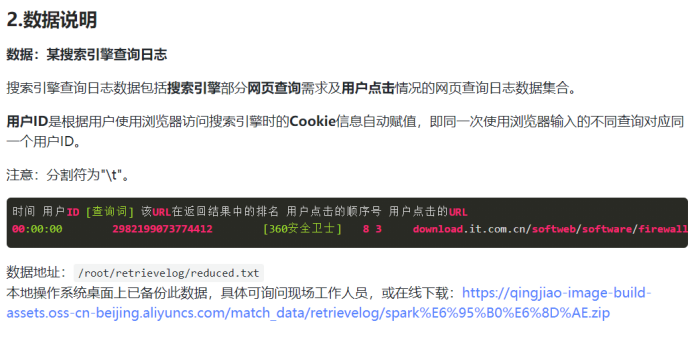 2.数据说明
数据：某搜索引擎查询日志
搜索引擎查询日志数据包括搜索引擎部分网页查询需求及用户点击情况的网页查询日志数据集合。
用户ID是根据用户使用浏览器访问搜索引擎时的Cookie信息自动赋值，即同一次使用浏览器输入的不同查询对应同
一个用户ID。
注意：分割符为"\t"。
时间 用户ID [查询词] 该URL在返回结果中的排名 用户点击的顺序号 用户点击的URL
00:00:00 2982199073774412 [360安全卫士] 8 3 download.it.com.cn/softweb/software/firewall
数据地址：/root/retrievelog/reduced.txt
本地操作系统桌面上已备份此数据，具体可询问现场工作人员，或在线下载：https://qingjiao-image-build-
assets.oss-cn-beijing.aliyuncs.com/match_data/retrievelog/spark%E6%95%B0%E6%8D%AE.zip